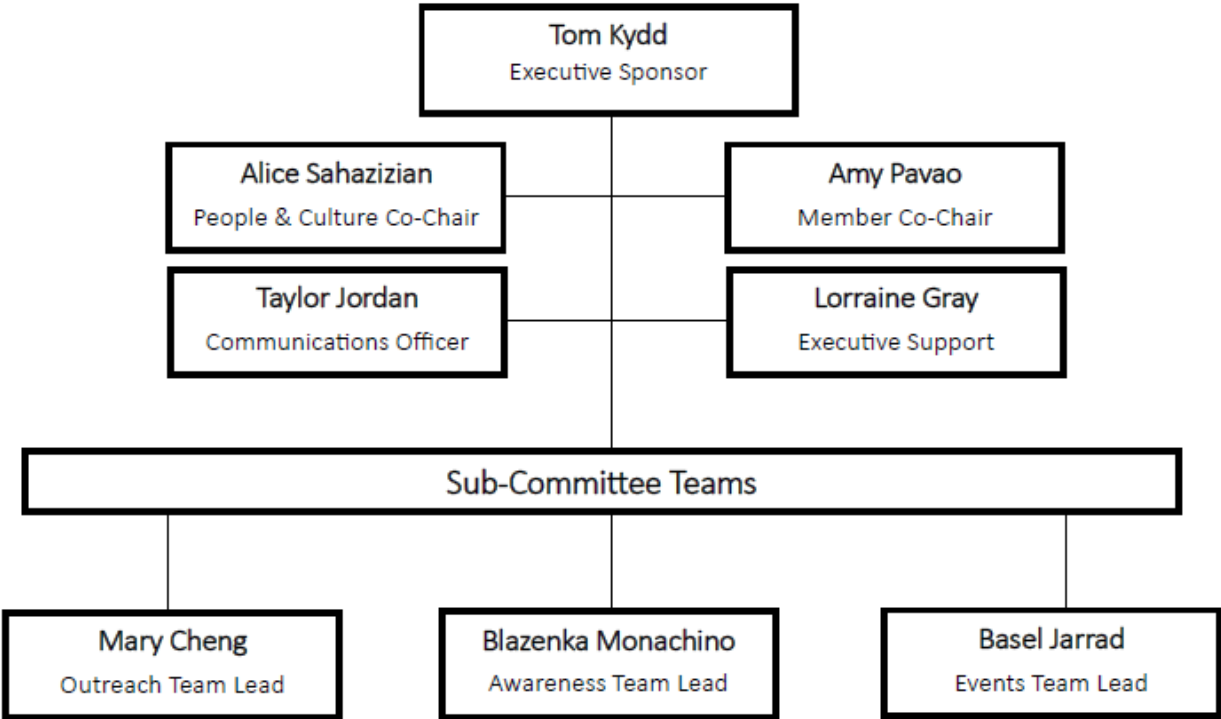 Tom Kydd
Executive Sponsor
Alice Sahazizian
People & Culture Co-Chair
Amy Pavao
Member Co-Chair
Taylor Jordan
Communications Officer
Lorraine Gray
Executive Support
Sub-Committee Teams
Mary Cheng
Outreach Team Lead
Blazenka Monachino
Awareness Team Lead
Basel Jarrad
Events Team Lead